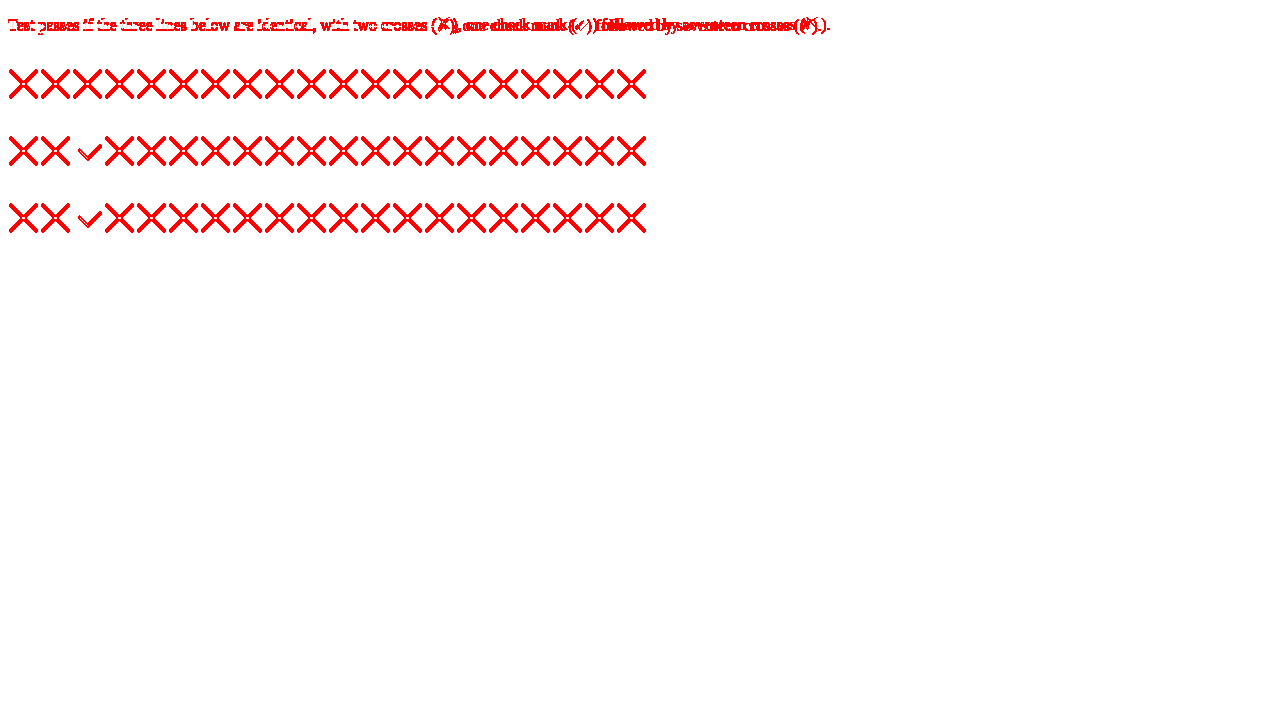 Test passes if the three lines below are identical, with two crosses (✗), one check mark (✓) followed by seventeen crosses (✗).
✕✕✕✕✕✕✕✕✕✕✕✕✕✕✕✕✕✕✕✕
✕✕✓✕✕✕✕✕✕✕✕✕✕✕✕✕✕✕✕✕
✕✕✓✕✕✕✕✕✕✕✕✕✕✕✕✕✕✕✕✕